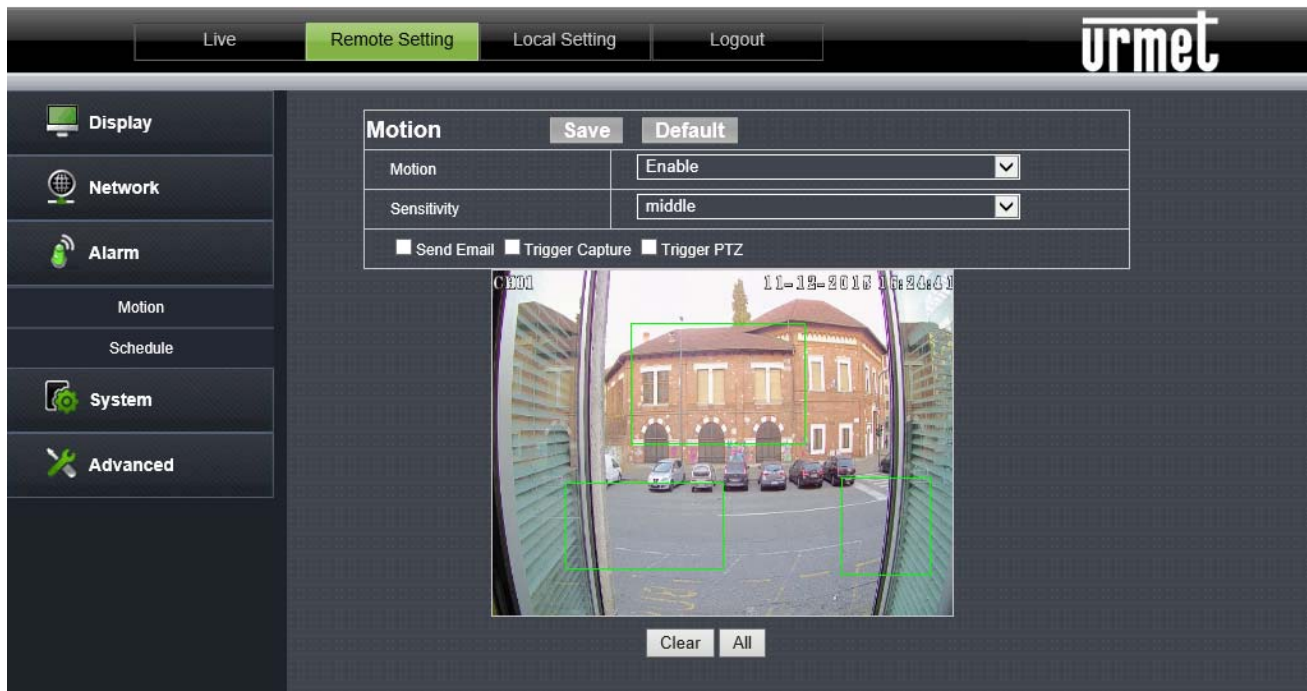 Live Remote Setting Local Setting Logout urmet
Display
Network
Alarm
Motion
Schedule
System
Advanced
Motion Save Default
Motion Enable
Sensitivity middle
Send Email Trigger Capture Trigger PTZ
CH01 11-12-2015
Clear All